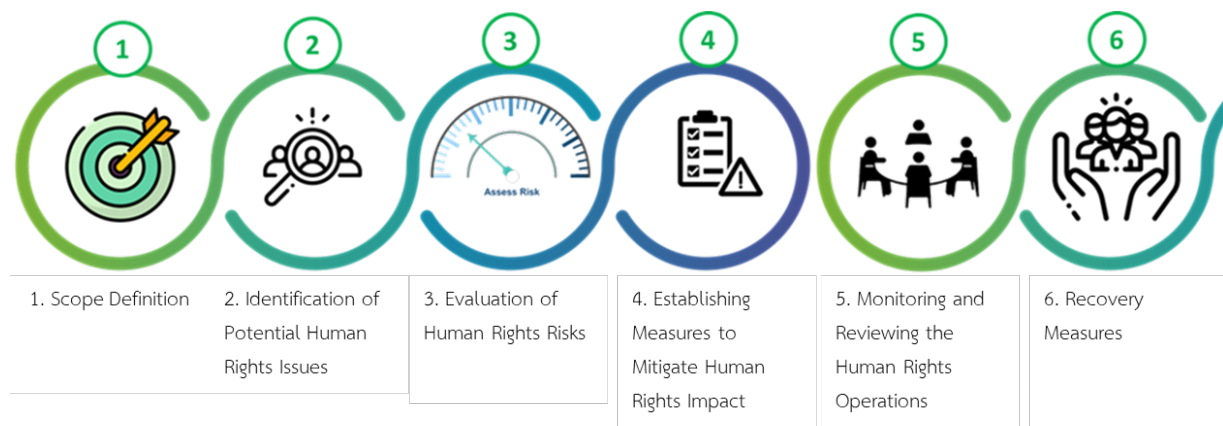 1
2
3
4
5
6
Assess Risk
1. Scope Definition
2. Identification of
Potential Human
Rights Issues
3. Evaluation of
Human Rights Risks
4. Establishing
Measures to
Mitigate Human
Rights Impact
5. Monitoring and
Reviewing the
Human Rights
Operations
6. Recovery
Measures